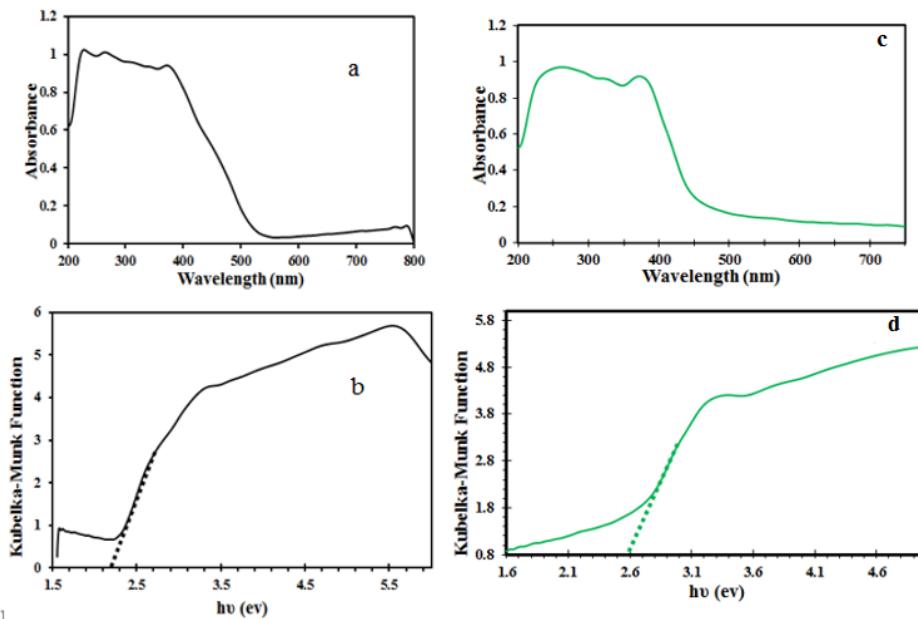 1.2
1
0.8
0.6
0.4
0.2
0
200 300 400 500 600 700 800
Absorbance
Wavelength (nm)
a
1.2
1
0.8
0.6
0.4
0.2
0
200 300 400 500 600 700
Absorbance
Wavelength (nm)
c
6
5
4
3
2
1
0
1.5 2.5 3.5 4.5 5.5
Kubelka-Munk Function
hυ (ev)
b
5.8
4.8
3.8
2.8
1.8
0.8
1.6 2.1 2.6 3.1 3.6 4.1 4.6
Kubelka-Munk Function
hυ (ev)
d
1